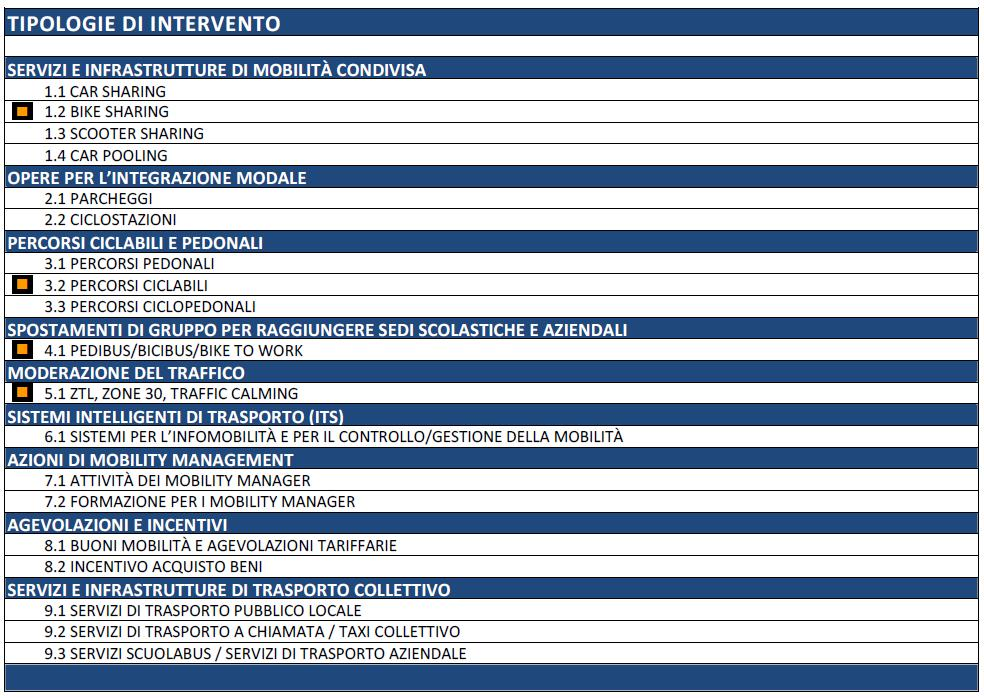 TIPOLOGIE DI INTERVENTO
SERVIZI E INFRASTRUTTURE DI MOBILITÀ CONDIVISA
1.1 CAR SHARING
1.2 BIKE SHARING
1.3 SCOOTER SHARING
1.4 CAR POOLING
OPERE PER L’INTEGRAZIONE MODALE
2.1 PARCHEGGI
2.2 CICLOSTAZIONI
PERCORSI CICLABILI E PEDONALI
3.1 PERCORSI PEDONALI
3.2 PERCORSI CICLABILI
3.3 PERCORSI CICLOPEDONALI
SPOSTAMENTI DI GRUPPO PER RAGGIUNGERE SEDI SCOLASTICHE E AZIENDALI
4.1 PEDIBUS/BICIBUS/BIKE TO WORK
MODERAZIONE DEL TRAFFICO
5.1 ZTL, ZONE 30, TRAFFIC CALMING
SISTEMI INTELLIGENTI DI TRASPORTO (ITS)
6.1 SISTEMI PER L’INFOMOBILITÀ E PER IL CONTROLLO/GESTIONE DELLA MOBILITÀ
AZIONI DI MOBILITY MANAGEMENT
7.1 ATTIVITÀ DEI MOBILITY MANAGER
7.2 FORMAZIONE PER I MOBILITY MANAGER
AGEVOLAZIONI E INCENTIVI
8.1 BUONI MOBILITÀ E AGEVOLAZIONI TARIFFARIE
8.2 INCENTIVO ACQUISTO BENI
SERVIZI E INFRASTRUTTURE DI TRASPORTO COLLETTIVO
9.1 SERVIZI DI TRASPORTO PUBBLICO LOCALE
9.2 SERVIZI DI TRASPORTO A CHIAMATA / TAXI COLLETTIVO
9.3 SERVIZI SCUOLABUS / SERVIZI DI TRASPORTO AZIENDALE